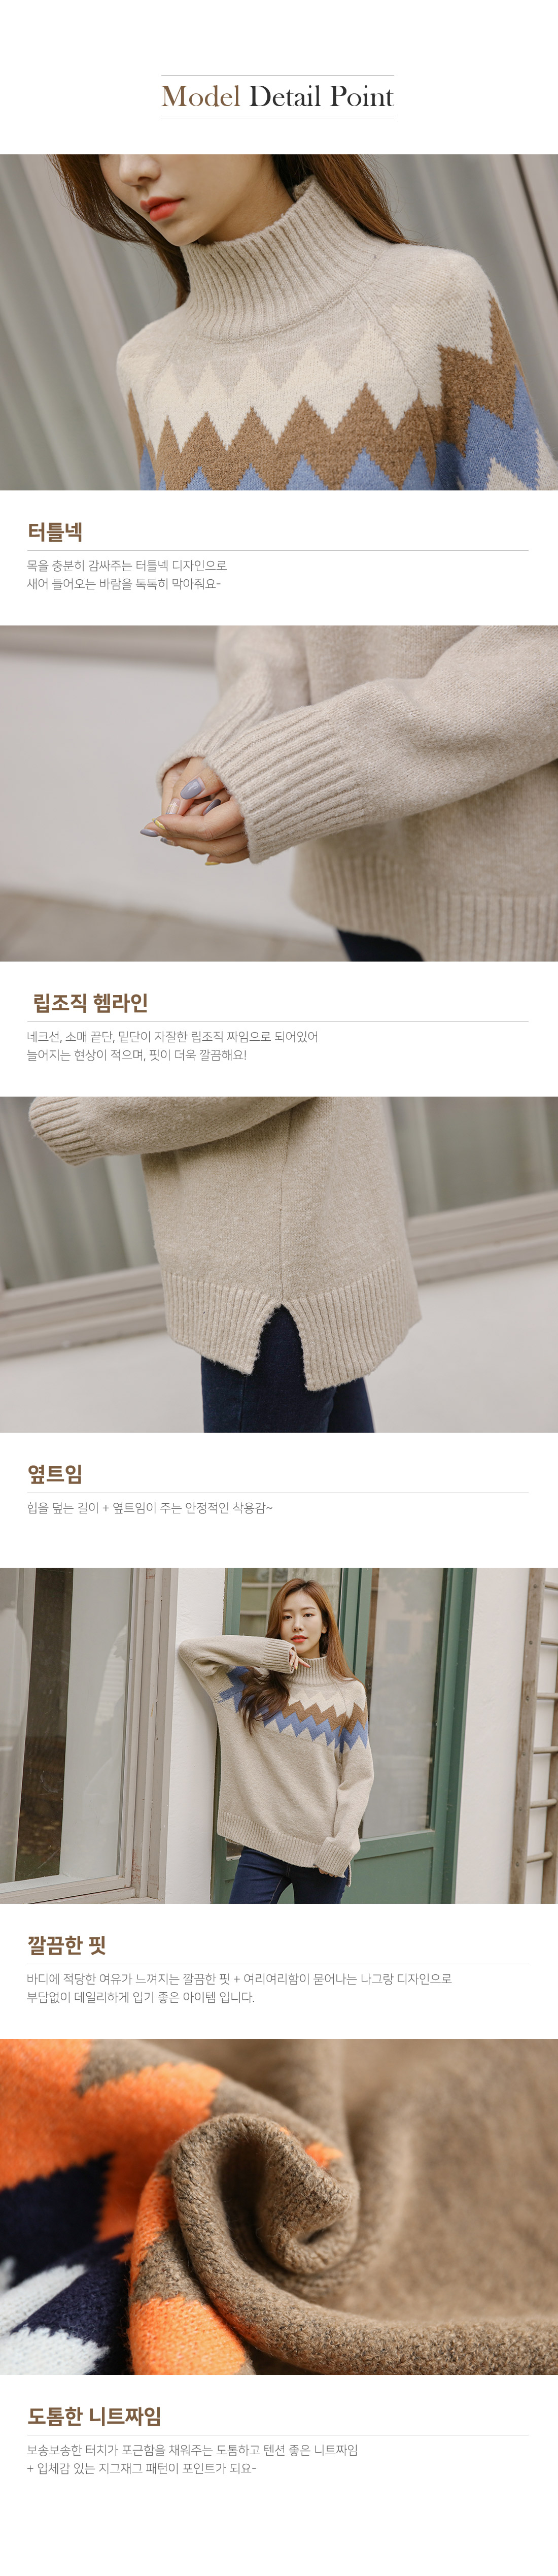 Model Detail Point
터틀넥
목을 충분히 감싸주는 터틀넥 디자인으로
새어 들어오는 바람을 톡톡히 막아줘요-
립조직 헴라인
네크선, 소매 끝단, 밑단이 자잘한 립조직 짜임으로 되어있어
늘어지는 현상이 적으며, 핏이 더욱 깔끔해요!
옆트임
힙을 덮는 길이 + 옆트임이 주는 안정적인 착용감~
깔끔한 핏
바디에 적당한 여유가 느껴지는 깔끔한 핏 + 여리여리함이 묻어나는 나그랑 디자인으로
부담없이 데일리하게 입기 좋은 아이템 입니다.
도톰한 니트짜임
보송보송한 터치가 포근함을 채워주는 도톰하고 텐션 좋은 니트짜임
+ 입체감 있는 지그재그 패턴이 포인트가 되요-